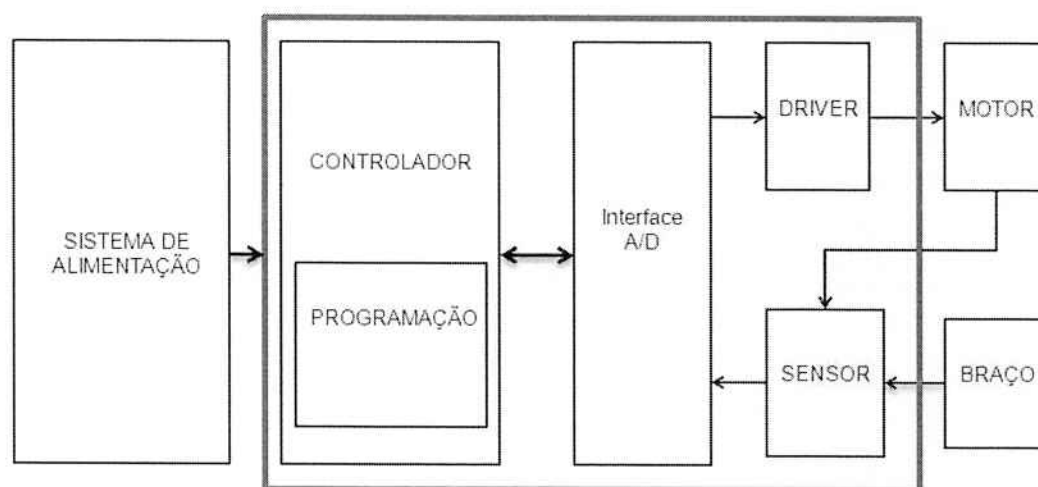 SISTEMA DE
ALIMENTAÇÃO
CONTROLADOR
PROGRAMAÇÃO
Interface
A/D
DRIVER
MOTOR
SENSOR
BRAÇO